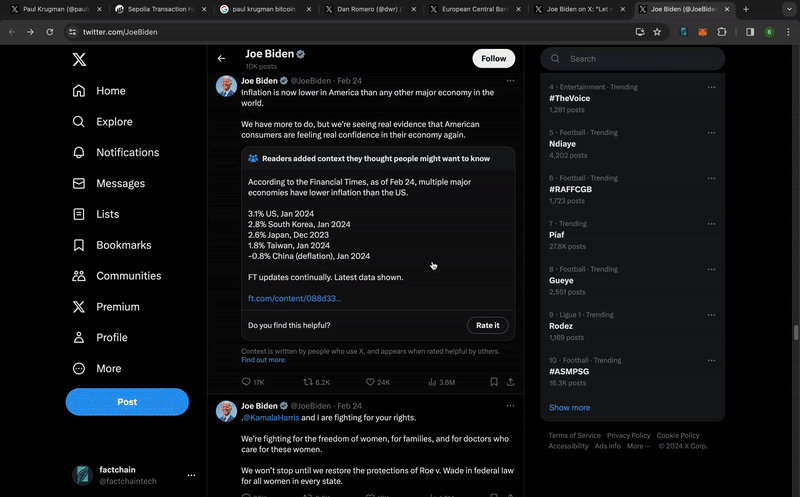 Paul Krugman (@paul
Sepolia Transaction H
paul krugman bitcoin
Dan Romero (@dwr) /
European Central Ban
Joe Biden on X: "Let
Joe Biden (@JoeBiden
twitter.com/JoeBiden
Joe Biden
10K posts
Follow
Search
Home
Explore
Notifications
Messages
Lists
Bookmarks
Communities
Premium
Profile
More
Post
factchain
@factchaintech
Joe Biden @JoeBiden · Feb 24
Inflation is now lower in America than any other major economy in the
world.
We have more to do, but we're seeing real evidence that American
consumers are feeling real confidence in their economy again.
Readers added context they thought people might want to know
According to the Financial Times, as of Feb 24, multiple major
economies have lower inflation than the US.
3.1% US, Jan 2024
2.8% South Korea, Jan 2024
2.6% Japan, Dec 2023
1.8% Taiwan, Jan 2024
-0.8% China (deflation), Jan 2024
FT updates continually. Latest data shown.
ft.com/content/088d33...
Do you find this helpful?
Rate it
Context is written by people who use X, and appears when rated helpful by others.
Find out more.
17K
6.2K
24K
3.6M
Joe Biden @JoeBiden · Feb 24
.@KamalaHarris and I are fighting for your rights.
We're fighting for the freedom of women, for families, and for doctors who
care for these women.
We won't stop until we restore the protections of Roe v. Wade in federal law
for all women in every state.
4 · Entertainment · Trending
#TheVoice
1,281 posts
5 · Football · Trending
Ndiaye
4,202 posts
6 · Football · Trending
#RAFFCGB
1,723 posts
7 · Trending
Piaf
27.8K posts
8 · Football · Trending
Gueye
2,551 posts
9 · Ligue 1 · Trending
Rodez
1,169 posts
10 · Football · Trending
#ASMPSG
16.3K posts
Show more
Terms of Service Privacy Policy Cookie Policy
Accessibility Ads info More ... © 2024 X Corp.